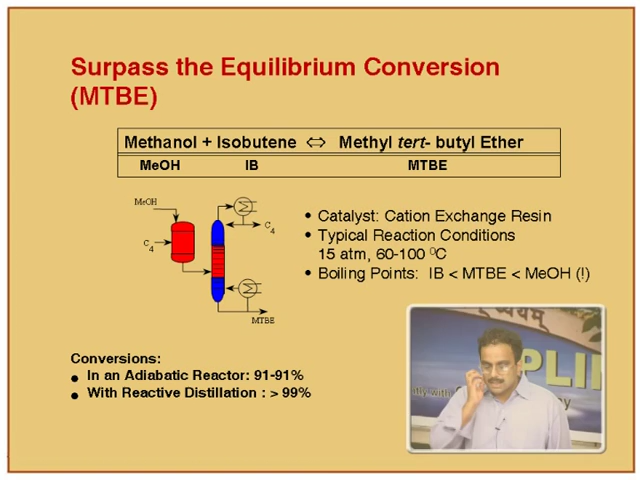 Surpass the Equilibrium Conversion
(MTBE)
Methanol + Isobutene ⇔ Methyl tert- butyl Ether
MeOH IB MTBE
MeOH
C4
C4
MTBE
• Catalyst: Cation Exchange Resin
• Typical Reaction Conditions
15 atm, 60-100 ⁰C
• Boiling Points: IB < MTBE < MeOH (!)
Conversions:
• In an Adiabatic Reactor: 91-91%
• With Reactive Distillation : > 99%
PLI